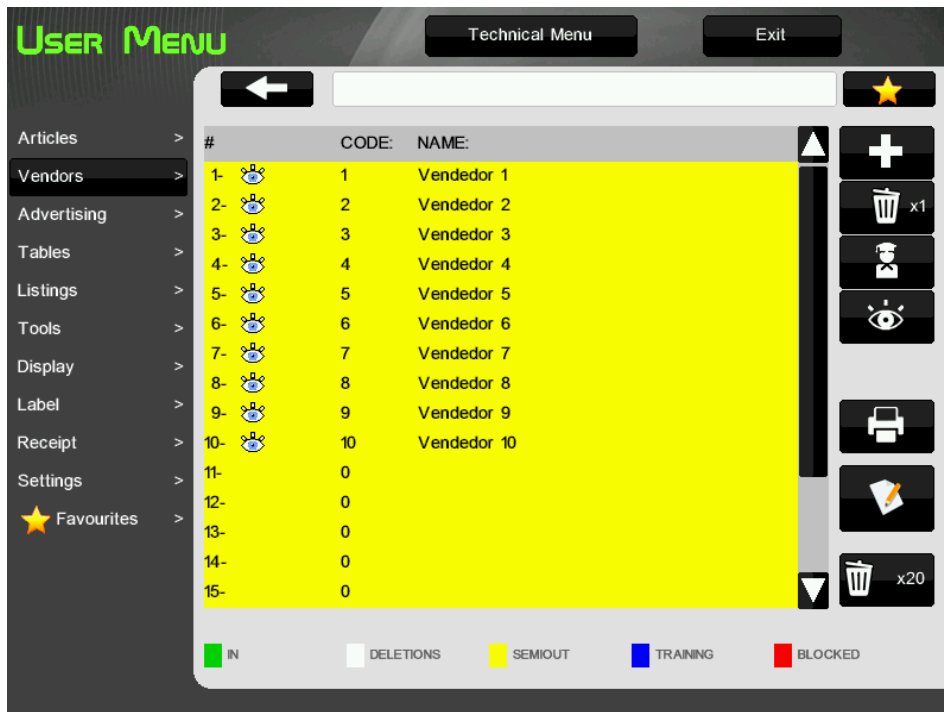 User Menu
Technical Menu
Exit
Articles >
Vendors >
Advertising >
Tables >
Listings >
Tools >
Display >
Label >
Receipt >
Settings >
Favourites >
# CODE: NAME:
1- 1 Vendedor 1
2- 2 Vendedor 2
3- 3 Vendedor 3
4- 4 Vendedor 4
5- 5 Vendedor 5
6- 6 Vendedor 6
7- 7 Vendedor 7
8- 8 Vendedor 8
9- 9 Vendedor 9
10- 10 Vendedor 10
11- 0
12- 0
13- 0
14- 0
15- 0
x1
x20
IN DELETIONS SEMIOUT TRAINING BLOCKED